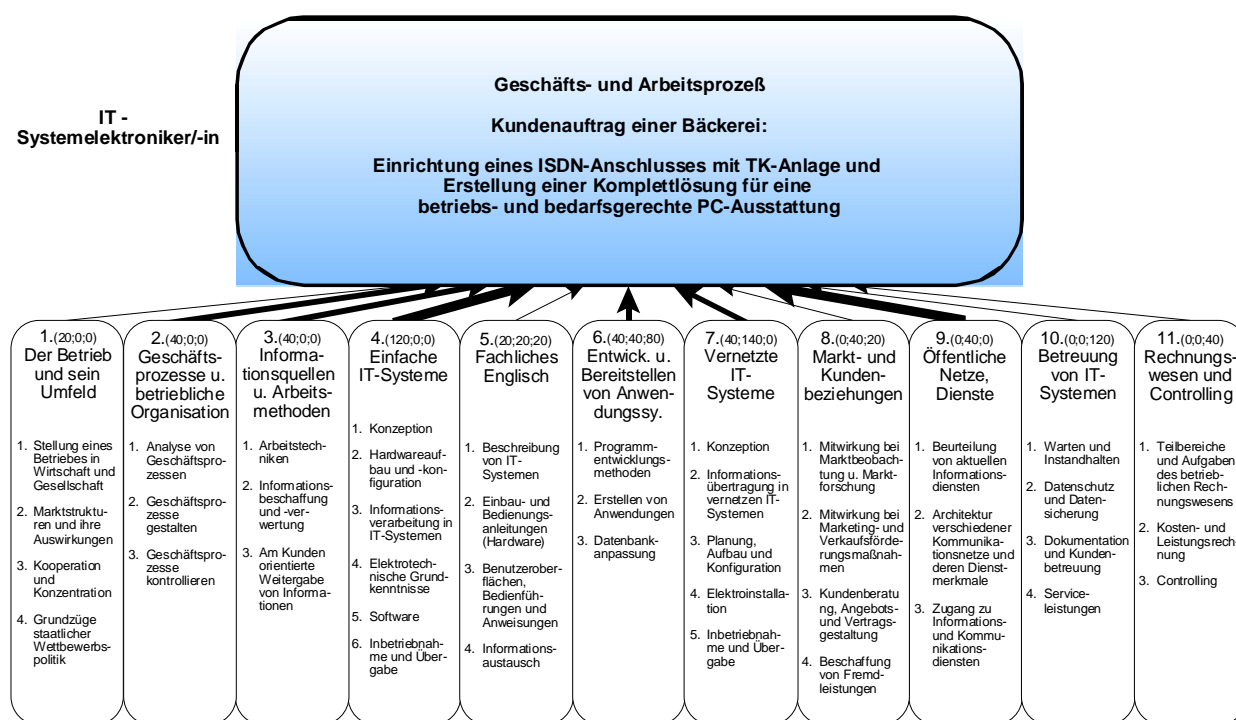 Geschäfts- und Arbeitsprozeß
Kundenauftrag einer Bäckerei:
Einrichtung eines ISDN-Anschlusses mit TK-Anlage und
Erstellung einer Komplettlösung für eine
betriebs- und bedarfsgerechte PC-Ausstattung
IT -
Systemelektroniker/-in
1.(20;0;0)
Der Betrieb
und sein
Umfeld
1. Stellung eines
Betriebes in
Wirtschaft und
Gesellschaft
2. Marktstruktu-
ren und ihre
Auswirkungen
3. Kooperation
und
Konzentration
4. Grundzüge
staatlicher
Wettbewerbs-
politik
2.(40;0;0)
Geschäfts-
prozesse u.
betriebliche
Organisation
1. Analyse von
Geschäftspro-
zessen
2. Geschäftspro-
zesse
gestalten
3. Geschäftspro-
zesse
kontrollieren
3.(40;0;0)
Informa-
tionsquellen
u. Arbeits-
methoden
1. Arbeitstech-
niken
2. Informations-
beschaffung
und -ver-
wertung
3. Am Kunden
orientierte
Weitergabe
von Informa-
tionen
4.(120;0;0)
Einfache
IT-Systeme
1. Konzeption
2. Hardwareauf-
bau und -kon-
figuration
3. Informations-
verarbeitung in
IT-Systemen
4. Elektrotech-
nische Grund-
kenntnisse
5. Software
6. Inbetriebnah-
me und Über-
gabe
5.(20;20;20)
Fachliches
Englisch
1. Beschreibung
von IT-
Systemen
2. Einbau- und
Bedienungs-
anleitungen
(Hardware)
3. Benutzerober-
flächen,
Bedienfüh-
rungen und
Anweisungen
4. Informations-
austausch
6.(40;40;80)
Entwick. u.
Bereitstellen
von Anwen-
dungssy.
1. Programm-
entwicklungs-
methoden
2. Erstellen von
Anwendungen
3. Datenbank-
anpassung
7.(40;140;0)
Vernetzte
IT-
Systeme
1. Konzeption
2. Informations-
übertragung in
vernetzen IT-
Systemen
3. Planung,
Aufbau und
Konfiguration
4. Elektroinstalla-
tion
5. Inbetriebnah-
me und Über-
gabe
8.(0;40;20)
Markt- und
Kunden-
beziehungen
1. Mitwirkung bei
Marktbeobach-
tung u. Markt-
forschung
2. Mitwirkung bei
Marketing- und
Verkaufsförde-
rungsmaßnah-
men
3. Kundenberatu
ng, Angebots-
und Vertrags-
gestaltung
4. Beschaffung
von Fremd-
leistungen
9.(0;40:0)
Öffentliche
Netze,
Dienste
1. Beurteilung
von aktuellen
Informations-
diensten
2. Architektur
verschiedener
Kommunika-
tionsnetze und
deren Dienst-
merkmale
3. Zugang zu
Informations-
und Kommu-
nikations-
diensten
10.(0;0;120)
Betreuung
von IT-
Systemen
1. Warten und
Instandhalten
2. Datenschutz
und Daten-
sicherung
3. Dokumentation
und Kunden-
betreuung
4. Service-
leistungen
11.(0;0;40)
Rechnungs-
wesen und
Controlling
1. Teilbereiche
und Aufgaben
des betrieb-
lichen Rech-
nungswesens
2. Kosten- und
Leistungsrech-
nung
3. Controlling